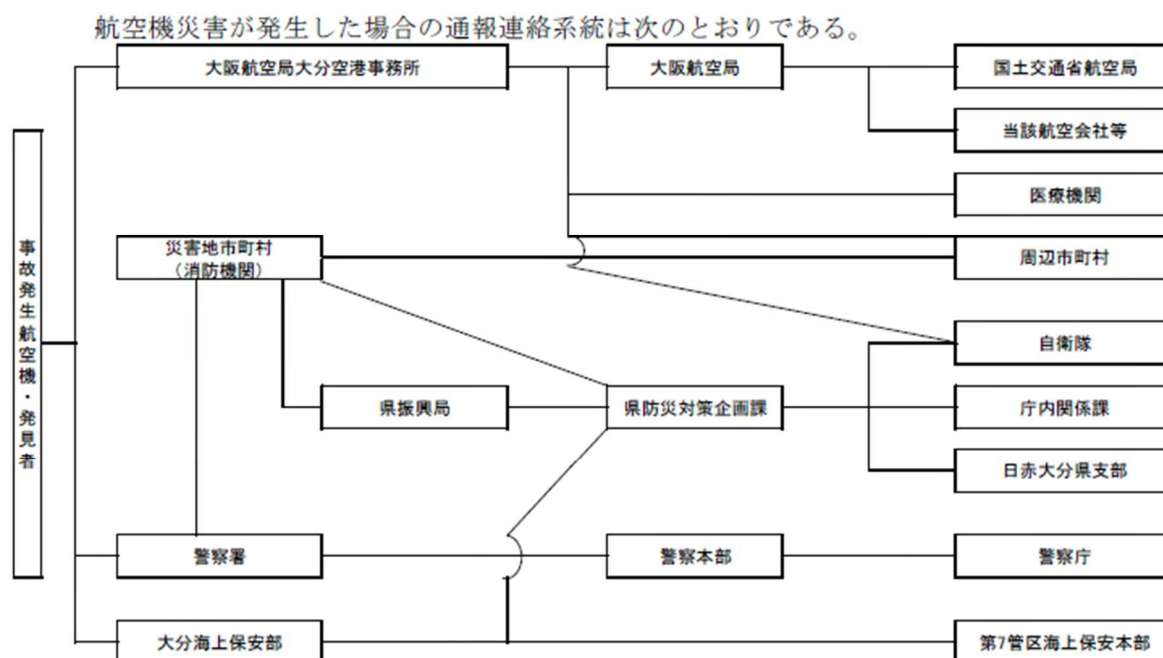 航空機災害が発生した場合の通報連絡系統は次のとおりである。
大阪航空局大分空港事務所
大阪航空局
国土交通省航空局
当該航空会社等
医療機関
災害地市町村
（消防機関）
周辺市町村
事故発生航空機・発見者
自衛隊
県振興局
県防災対策企画課
庁内関係課
日赤大分県支部
警察署
警察本部
警察庁
大分海上保安部
第7管区海上保安本部